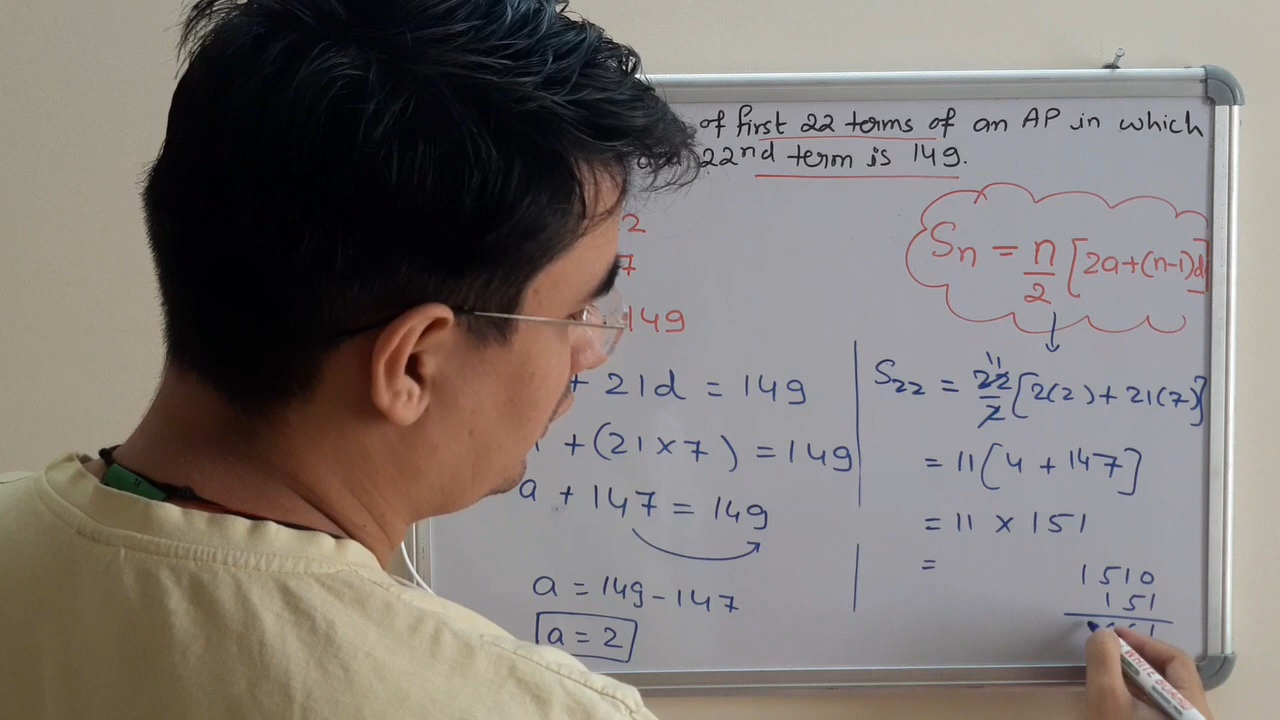 of first 22 terms of an AP in which
22nd term is 149.
2
7
149
Sn = n/2 [2a+(n-1)d]
+ 21d = 149
+(21×7) = 149
a + 147 = 149
a = 149-147
a = 2
S22 = 22/2 [2(2)+21(7)]
11
= 11[4+147]
= 11 × 151
=
1510
151